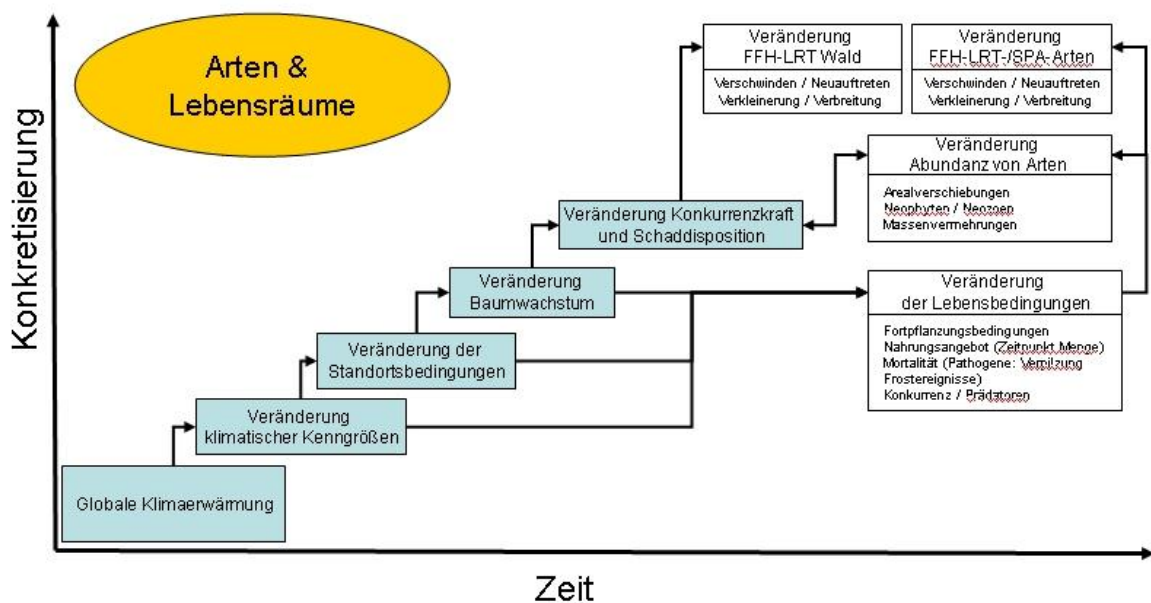 Konkretisierung
Arten &
Lebensräume
Veränderung
FFH-LRT Wald
Verschwinden / Neuauftreten
Verkleinerung / Verbreitung
Veränderung
FFH-LRT-/SPA-Arten
Verschwinden / Neuauftreten
Verkleinerung / Verbreitung
Veränderung
Abundanz von Arten
Arealverschiebungen
Neophyten / Neozoen
Massenvermehrungen
Veränderung Konkurrenzkraft
und Schaddisposition
Veränderung
Baumwachstum
Veränderung
der Lebensbedingungen
Fortpflanzungsbedingungen
Nahrungsangebot (Zeitpunkt Menge)
Mortalität (Pathogene: Verpilzung
Frostereignisse)
Konkurrenz / Prädatoren
Veränderung der
Standortsbedingungen
Veränderung
klimatischer Kenngrößen
Globale Klimaerwärmung
Zeit